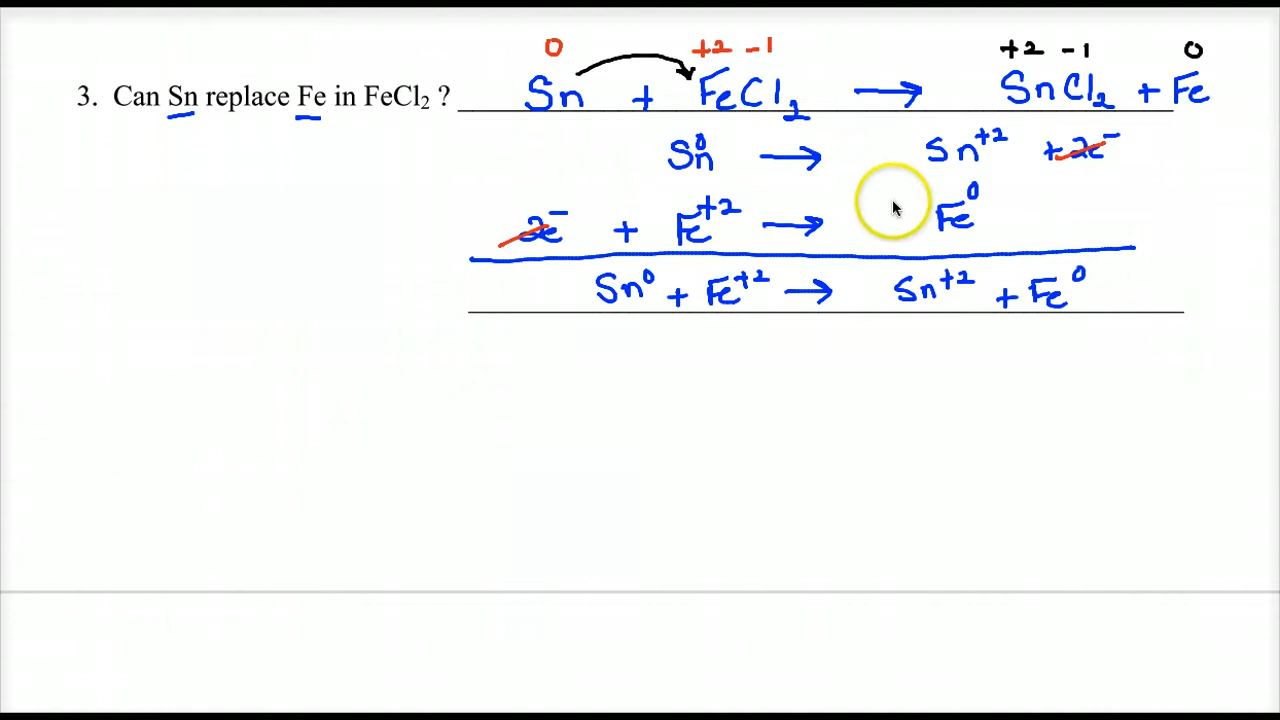 0 +2 -1 +2 -1 0
3. Can Sn replace Fe in FeCl₂ ? Sn + FeCl₂ → SnCl₂ + Fe
Sn⁰ → Sn⁺² + 2e⁻
2e⁻ + Fe⁺² → Fe⁰
Sn⁰ + Fe⁺² → Sn⁺² + Fe⁰